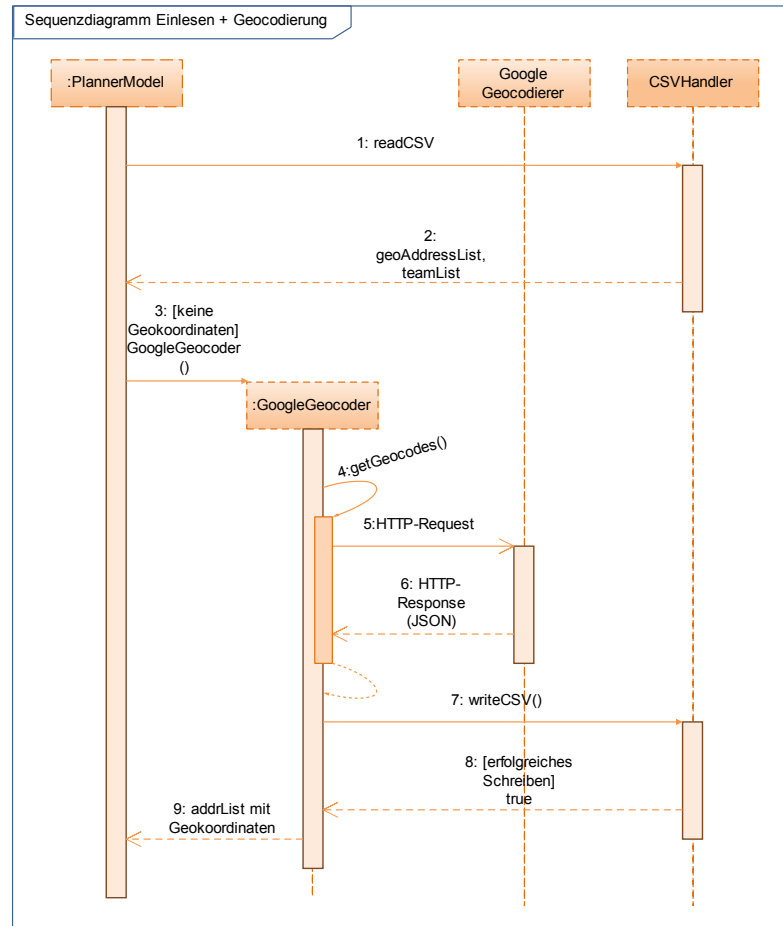 Sequenzdiagramm Einlesen + Geocodierung
:PlannerModel
Google
Geocodierer
CSVHandler
1: readCSV
2:
geoAddressList,
teamList
3: [keine
Geokoordinaten]
GoogleGeocoder
()
:GoogleGeocoder
4:getGeocodes()
5:HTTP-Request
6: HTTP-
Response
(JSON)
7: writeCSV()
8: [erfolgreiches
Schreiben]
true
9: addrList mit
Geokoordinaten